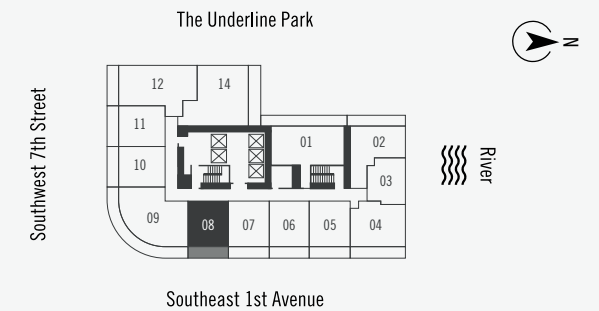 The Underline Park
N
Southwest 7th Street
12
14
11
01
02
10
03
09
08
07
06
05
04
River
Southeast 1st Avenue